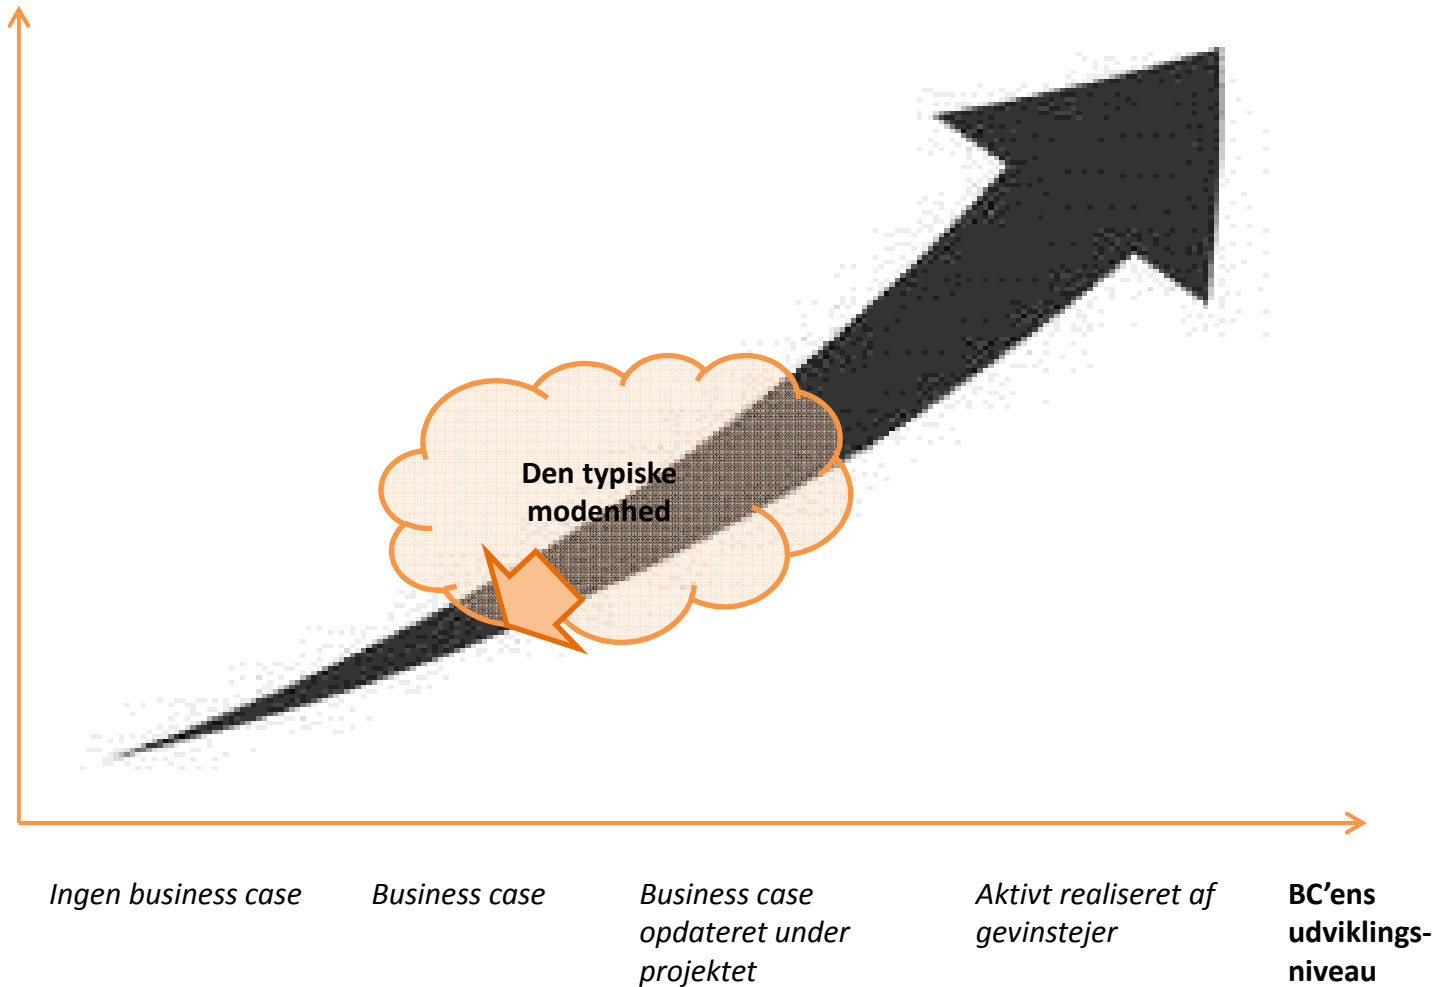 Den typiske
modenhed
Ingen business case
Business case
Business case
opdateret under
projektet
Aktivt realiseret af
gevinstejer
BC’ens
udviklings-
niveau